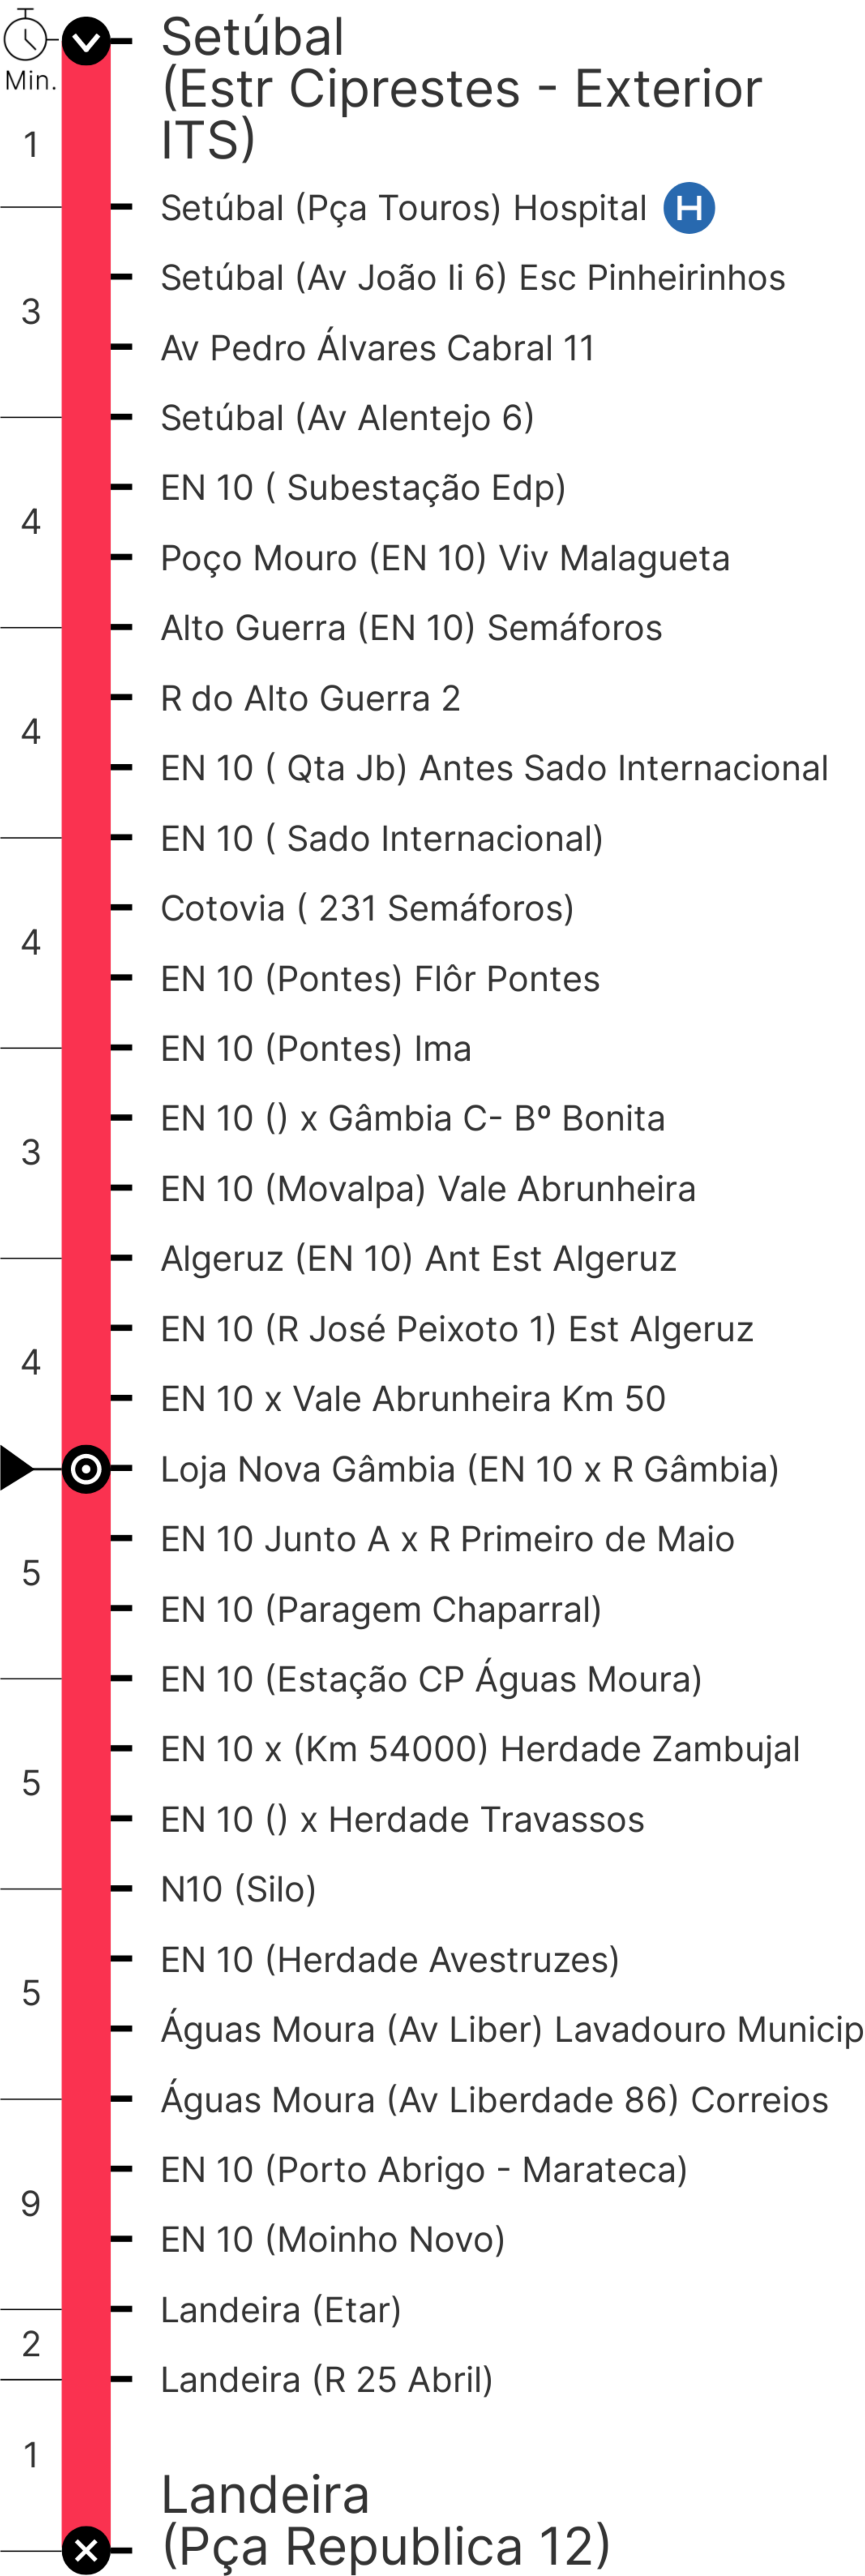 Setúbal
(Estr Ciprestes - Exterior
ITS)
Min.
1
Setúbal (Pça Touros) Hospital H
Setúbal (Av João Ii 6) Esc Pinheirinhos
3
Av Pedro Álvares Cabral 11
Setúbal (Av Alentejo 6)
EN 10 ( Subestação Edp)
4
Poço Mouro (EN 10) Viv Malagueta
Alto Guerra (EN 10) Semáforos
R do Alto Guerra 2
4
EN 10 ( Qta Jb) Antes Sado Internacional
EN 10 ( Sado Internacional)
Cotovia ( 231 Semáforos)
4
EN 10 (Pontes) Flôr Pontes
EN 10 (Pontes) Ima
EN 10 () x Gâmbia C- Bº Bonita
3
EN 10 (Movalpa) Vale Abrunheira
Algeruz (EN 10) Ant Est Algeruz
EN 10 (R José Peixoto 1) Est Algeruz
4
EN 10 x Vale Abrunheira Km 50
Loja Nova Gâmbia (EN 10 x R Gâmbia)
EN 10 Junto A x R Primeiro de Maio
5
EN 10 (Paragem Chaparral)
EN 10 (Estação CP Águas Moura)
EN 10 x (Km 54000) Herdade Zambujal
5
EN 10 () x Herdade Travassos
N10 (Silo)
EN 10 (Herdade Avestruzes)
5
Águas Moura (Av Liber) Lavadouro Municip
Águas Moura (Av Liberdade 86) Correios
EN 10 (Porto Abrigo - Marateca)
9
EN 10 (Moinho Novo)
Landeira (Etar)
2
Landeira (R 25 Abril)
1
Landeira
(Pça Republica 12)